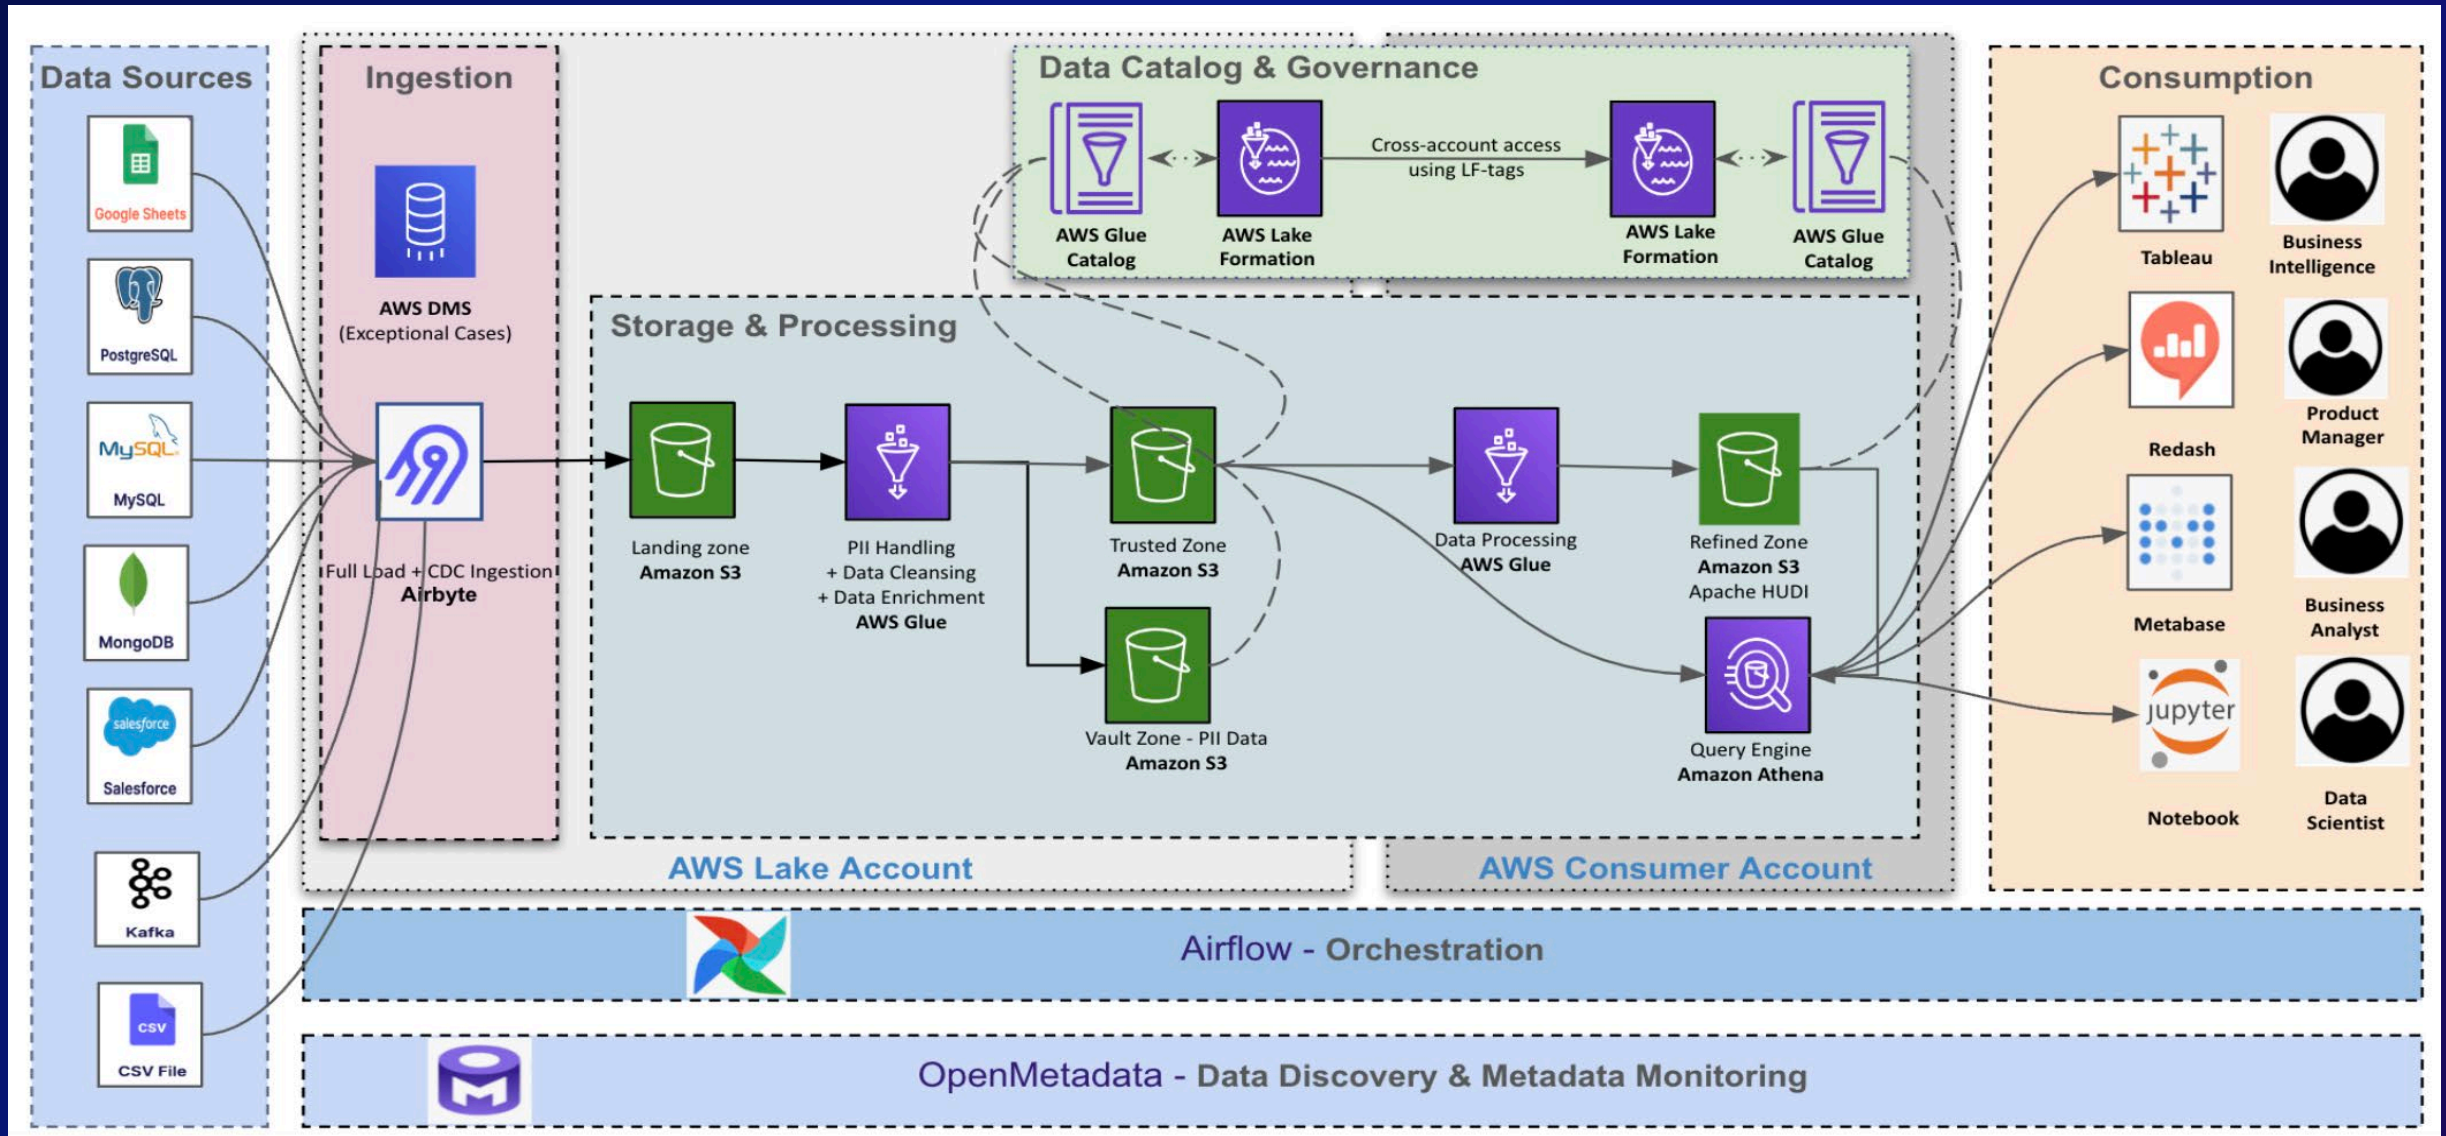 Data Sources
Google Sheets
PostgreSQL
MySQL
MySQL
MongoDB
salesforce
Salesforce
Kafka
CSV
CSV File
Ingestion
AWS DMS
(Exceptional Cases)
Full Load + CDC Ingestion
Airbyte
Data Catalog & Governance
AWS Glue
Catalog
AWS Lake
Formation
Cross-account access
using LF-tags
AWS Lake
Formation
AWS Glue
Catalog
Storage & Processing
Landing zone
Amazon S3
PII Handling
+ Data Cleansing
+ Data Enrichment
AWS Glue
Trusted Zone
Amazon S3
Vault Zone - PII Data
Amazon S3
Data Processing
AWS Glue
Refined Zone
Amazon S3
Apache HUDI
Query Engine
Amazon Athena
AWS Lake Account
AWS Consumer Account
Consumption
Tableau
Business
Intelligence
Redash
Product
Manager
Metabase
Business
Analyst
jupyter
Notebook
Data
Scientist
Airflow - Orchestration
OpenMetadata - Data Discovery & Metadata Monitoring